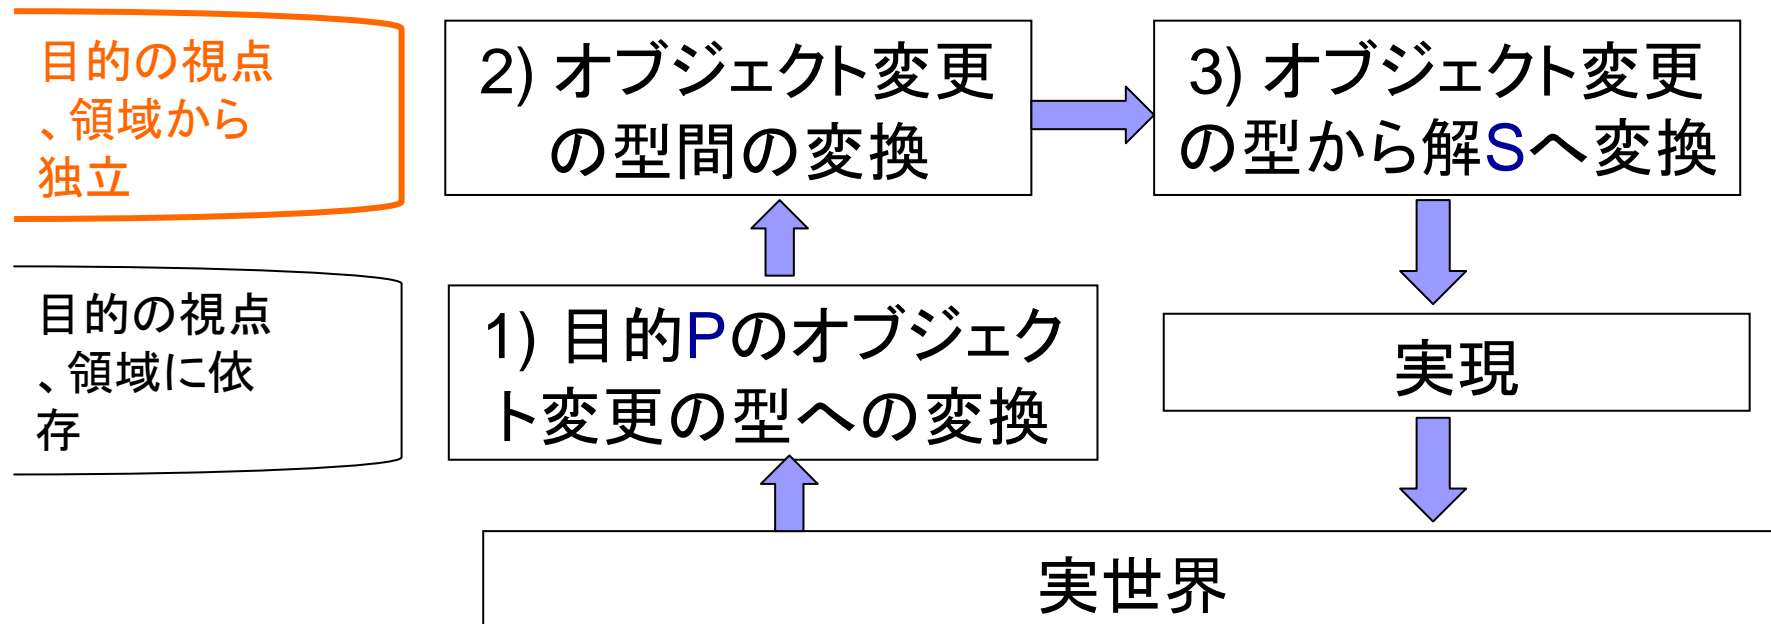 目的の視点
、領域から
独立
2) オブジェクト変更
の型間の変換
3) オブジェクト変更
の型から解Sへ変換
目的の視点
、領域に依
存
1) 目的Pのオブジェク
ト変更の型への変換
実現
実世界